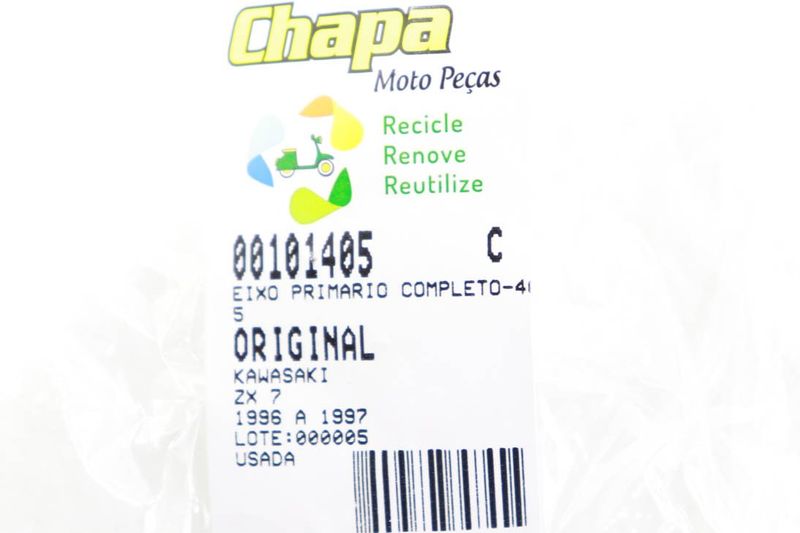 Chapa
Moto Peças
Recicle
Renove
Reutilize
00101405 C
EIXO PRIMARIO COMPLETO-4
5
ORIGINAL
KAWASAKI
ZX 7
1996 A 1997
LOTE:000005
USADA